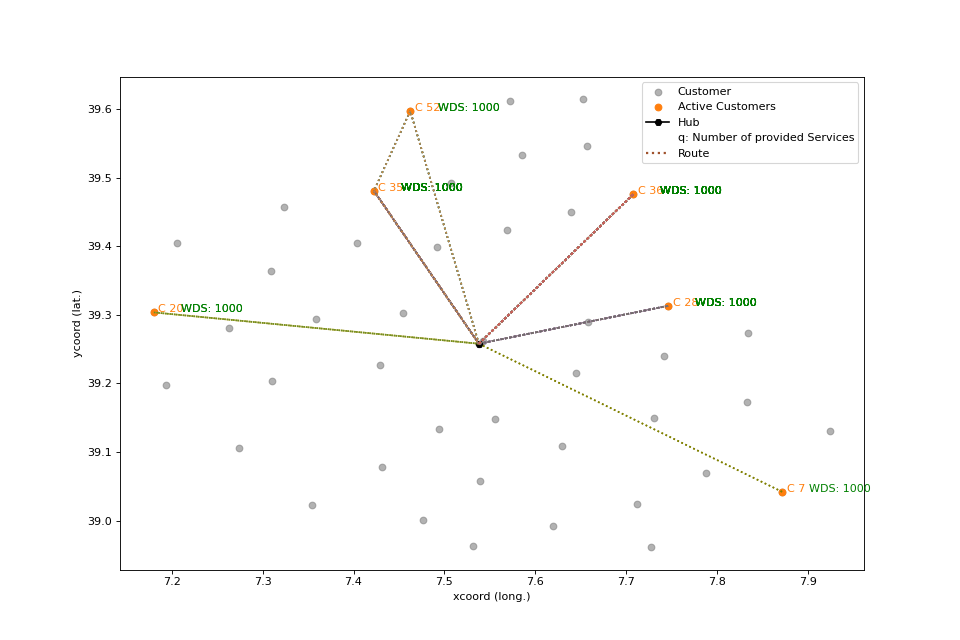 Customer
Active Customers
Hub
q: Number of provided Services
Route
39.6
39.5
39.4
39.3
39.2
39.1
39.0
ycoord (lat.)
C 52 WDS: 1000
C 35 WDS: 1000
C 36 WDS: 1000
C 28 WDS: 1000
C 20 WDS: 1000
C 7 WDS: 1000
7.2 7.3 7.4 7.5 7.6 7.7 7.8 7.9
xcoord (long.)